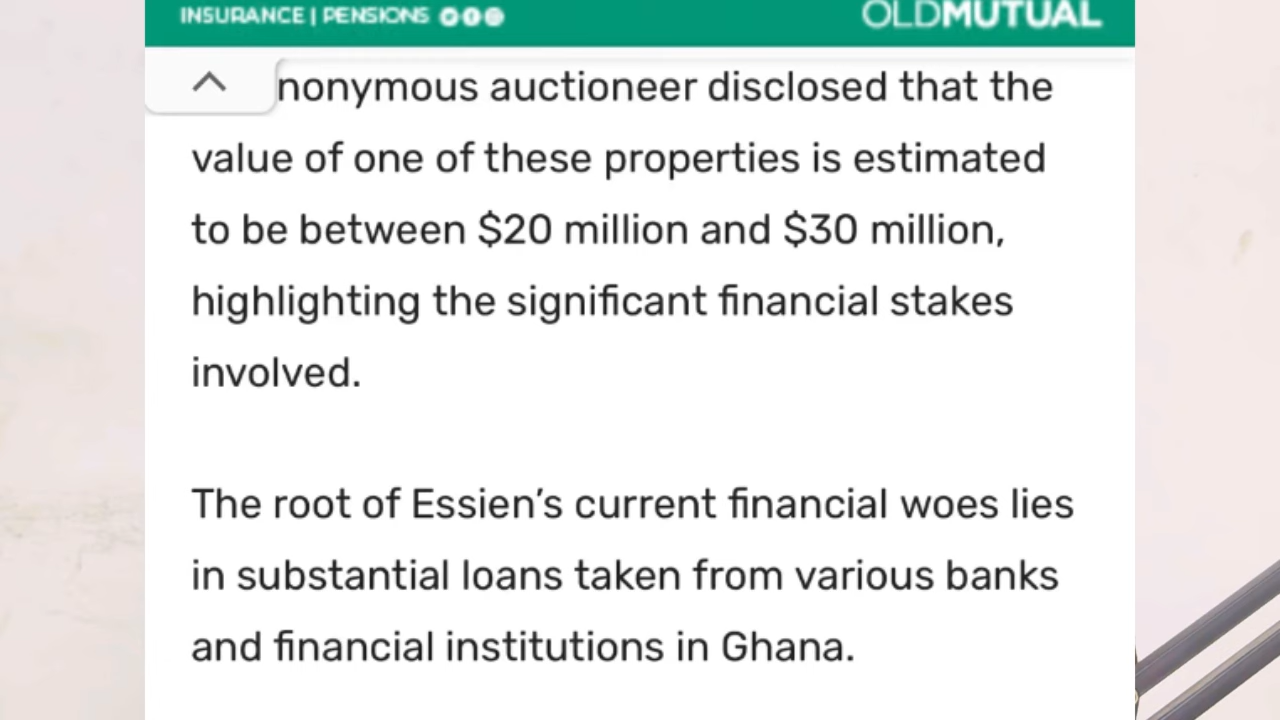 INSURANCE | PENSIONS
OLDMUTUAL
nonymous auctioneer disclosed that the
value of one of these properties is estimated
to be between $20 million and $30 million,
highlighting the significant financial stakes
involved.
The root of Essien’s current financial woes lies
in substantial loans taken from various banks
and financial institutions in Ghana.